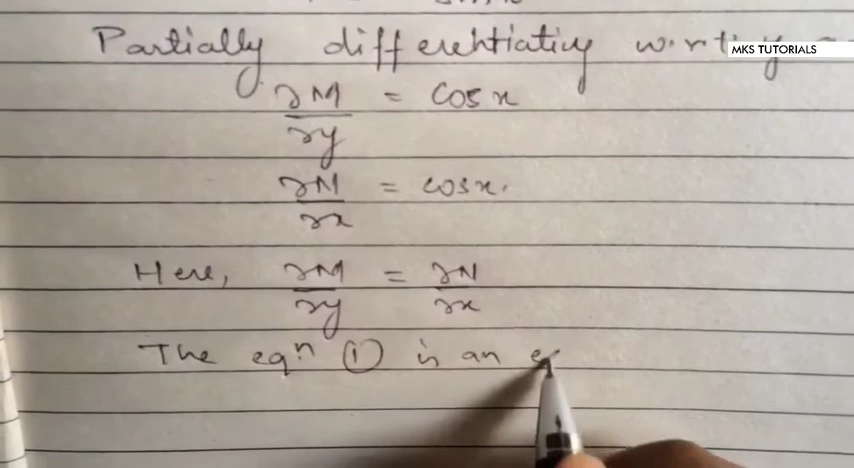 Partially differentiating w.r.t. y
MKS TUTORIALS
∂M/∂y = cos x
∂M/∂x = cos x.
Here, ∂M/∂y = ∂N/∂x
The eqⁿ ① is an e